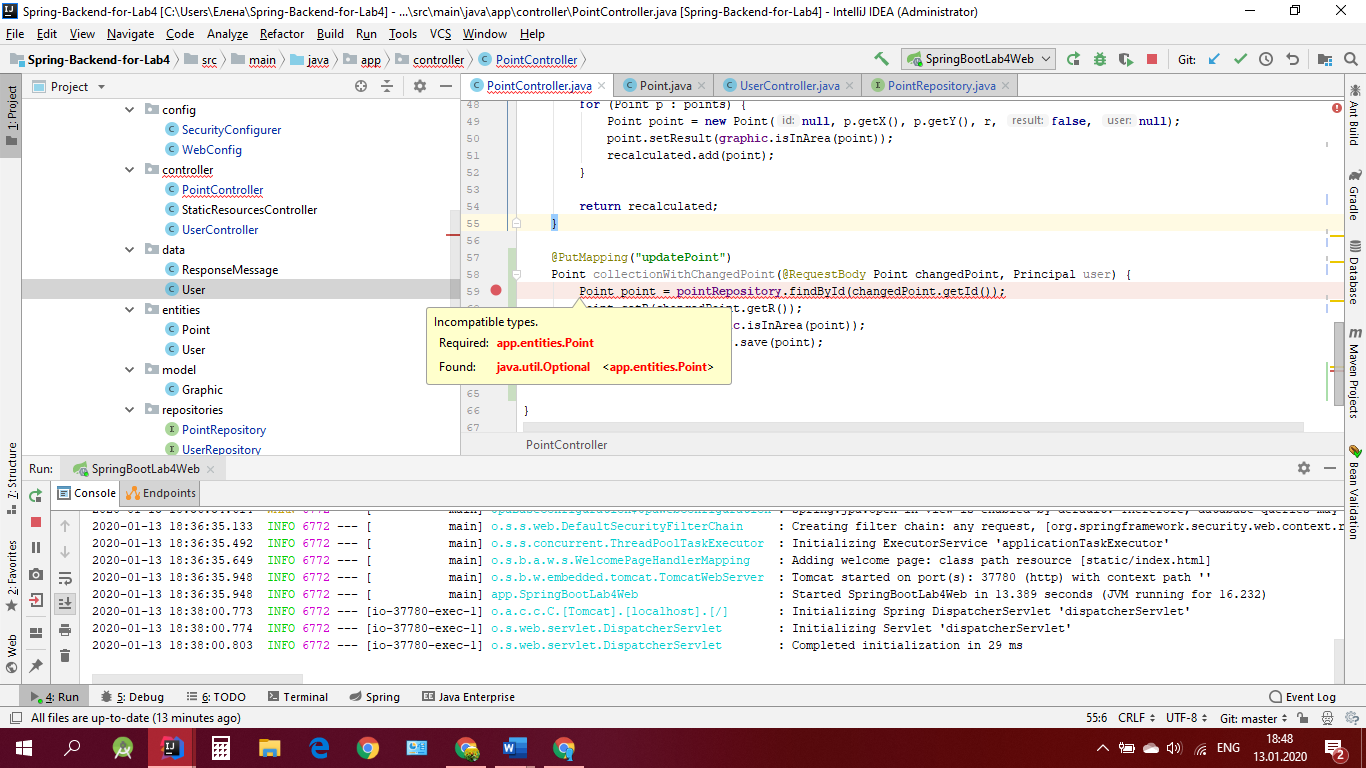 Spring-Backend-for-Lab4 [C:\Users\Елена\Spring-Backend-for-Lab4] - ...\src\main\java\app\controller\PointController.java [Spring-Backend-for-Lab4] - IntelliJ IDEA (Administrator)
File Edit View Navigate Code Analyze Refactor Build Run Tools VCS Window Help
Spring-Backend-for-Lab4 src main java app controller PointController SpringBootLab4Web Git:
1: Project
Project
PointController.java Point.java UserController.java PointRepository.java
config
SecurityConfigurer
WebConfig
controller
PointController
StaticResourcesController
UserController
data
ResponseMessage
User
entities
Point
User
model
Graphic
repositories
PointRepository
UserRepository
48 for (Point p : points) {
49 Point point = new Point( id: null, p.getX(), p.getY(), r, result: false, user: null);
50 point.setResult(graphic.isInArea(point));
51 recalculated.add(point);
52 }
53
54 return recalculated;
55 }
56
57 @PutMapping("updatePoint")
58 Point collectionWithChangedPoint(@RequestBody Point changedPoint, Principal user) {
59 Point point = pointRepository.findById(changedPoint.getId());
.getR());
.isInArea(point));
.save(point);
Incompatible types.
Required: app.entities.Point
Found: java.util.Optional <app.entities.Point>
65
66 }
67
PointController
Ant Build
Gradle
Database
Maven Projects
Bean Validation
7: Structure
2: Favorites
Web
Run: SpringBootLab4Web
Console Endpoints
2020-01-13 18:36:35.133 INFO 6772 --- [ main] o.s.s.web.DefaultSecurityFilterChain : Creating filter chain: any request, [org.springframework.security.web.context.r
2020-01-13 18:36:35.492 INFO 6772 --- [ main] o.s.s.concurrent.ThreadPoolTaskExecutor : Initializing ExecutorService 'applicationTaskExecutor'
2020-01-13 18:36:35.649 INFO 6772 --- [ main] o.s.b.a.w.s.WelcomePageHandlerMapping : Adding welcome page: class path resource [static/index.html]
2020-01-13 18:36:35.948 INFO 6772 --- [ main] o.s.b.w.embedded.tomcat.TomcatWebServer : Tomcat started on port(s): 37780 (http) with context path ''
2020-01-13 18:36:35.948 INFO 6772 --- [ main] app.SpringBootLab4Web : Started SpringBootLab4Web in 13.389 seconds (JVM running for 16.232)
2020-01-13 18:38:00.773 INFO 6772 --- [io-37780-exec-1] o.a.c.c.C.[Tomcat].[localhost].[/] : Initializing Spring DispatcherServlet 'dispatcherServlet'
2020-01-13 18:38:00.774 INFO 6772 --- [io-37780-exec-1] o.s.web.servlet.DispatcherServlet : Initializing Servlet 'dispatcherServlet'
2020-01-13 18:38:00.803 INFO 6772 --- [io-37780-exec-1] o.s.web.servlet.DispatcherServlet : Completed initialization in 29 ms
4: Run 5: Debug 6: TODO Terminal Spring Java Enterprise Event Log
All files are up-to-date (13 minutes ago) 55:6 CRLF UTF-8 Git: master
ENG 18:48
13.01.2020 2